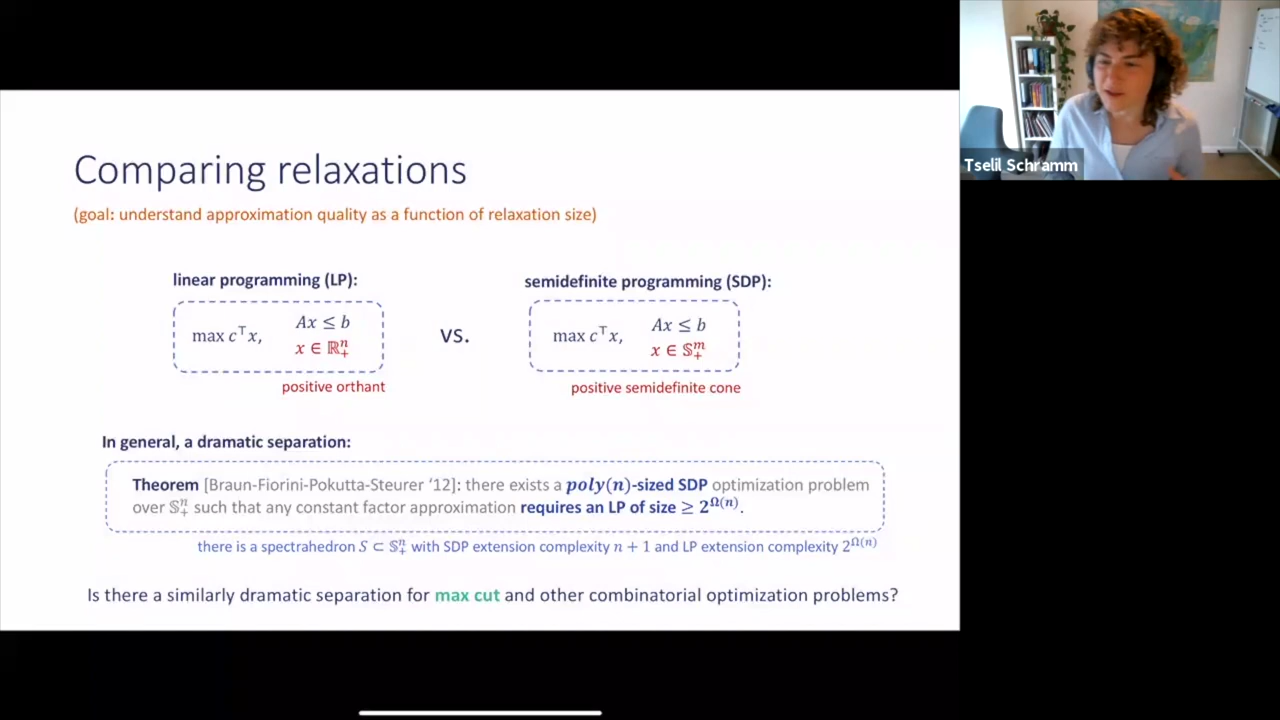 Comparing relaxations
(goal: understand approximation quality as a function of relaxation size)
linear programming (LP):
max cᵀx, Ax ≤ b
x ∈ ℝⁿ₊
positive orthant
vs.
semidefinite programming (SDP):
max cᵀx, Ax ≤ b
x ∈ 𝕊ᵐ₊
positive semidefinite cone
In general, a dramatic separation:
Theorem [Braun-Fiorini-Pokutta-Steurer ‘12]: there exists a poly(n)-sized SDP optimization problem
over 𝕊ⁿ₊ such that any constant factor approximation requires an LP of size ≥ 2^Ω(n).
there is a spectrahedron S ⊂ 𝕊ⁿ₊ with SDP extension complexity n + 1 and LP extension complexity 2^Ω(n)
Is there a similarly dramatic separation for max cut and other combinatorial optimization problems?
Tselil Schramm